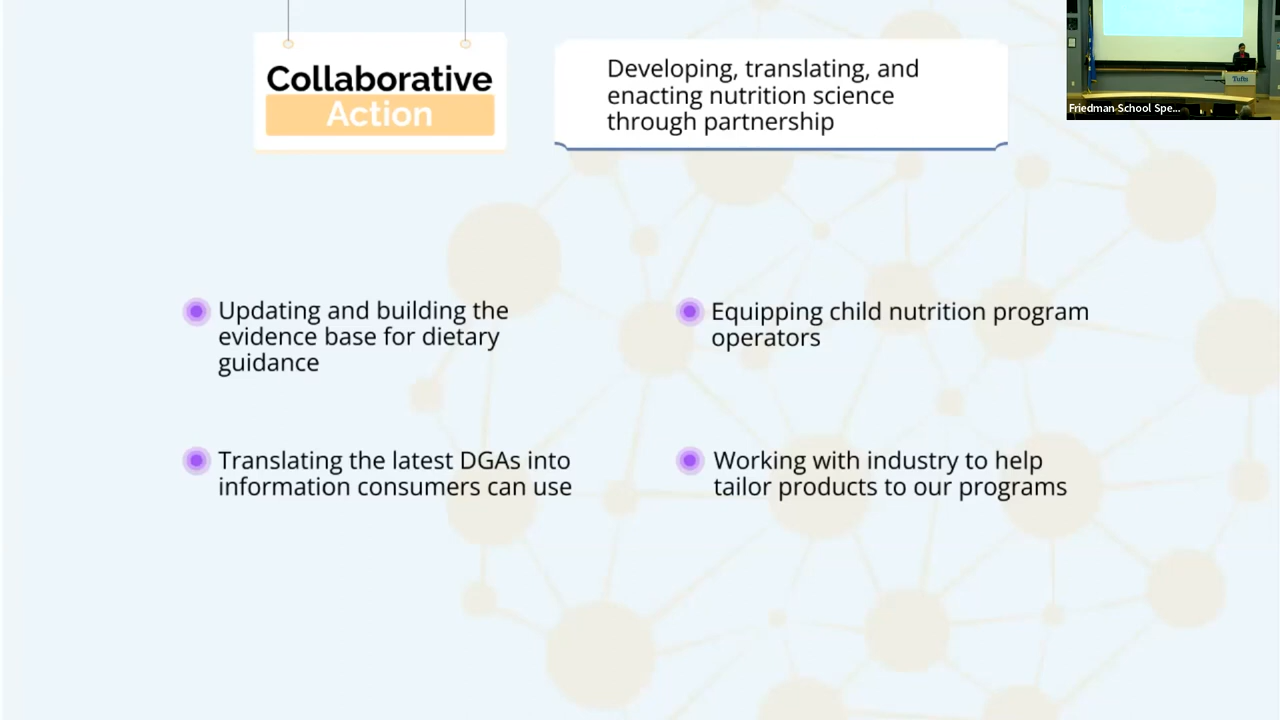 Collaborative
Action
Developing, translating, and
enacting nutrition science
through partnership
Friedman School Spe...
Tufts
Updating and building the
evidence base for dietary
guidance
Equipping child nutrition program
operators
Translating the latest DGAs into
information consumers can use
Working with industry to help
tailor products to our programs